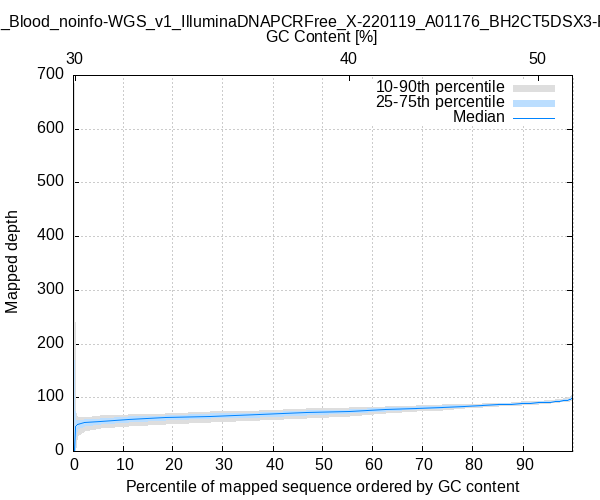 _Blood_noinfo-WGS_v1_IlluminaDNAPCRFree_X-220119_A01176_BH2CT5DSX3-
GC Content [%]
30 40 50
700
600
500
400
300
200
100
0
10-90th percentile
25-75th percentile
Median
Mapped depth
0 10 20 30 40 50 60 70 80 90
Percentile of mapped sequence ordered by GC content